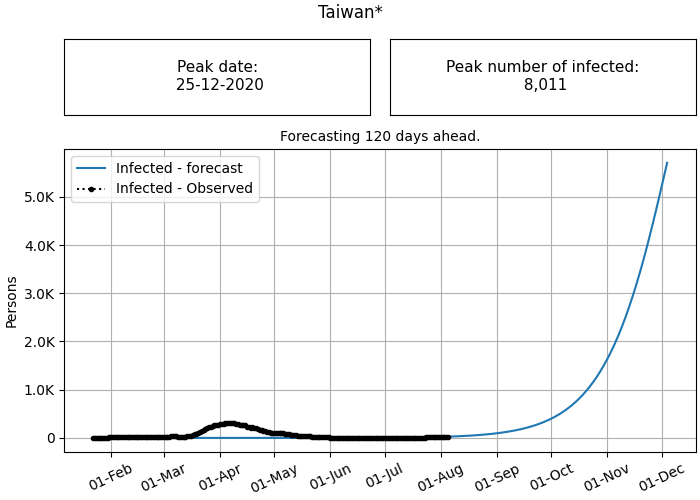 Taiwan*
Peak date:
25-12-2020
Peak number of infected:
8,011
Forecasting 120 days ahead.
Infected - forecast
Infected - Observed
5.0K
4.0K
3.0K
2.0K
1.0K
0
Persons
01-Feb
01-Mar
01-Apr
01-May
01-Jun
01-Jul
01-Aug
01-Sep
01-Oct
01-Nov
01-Dec